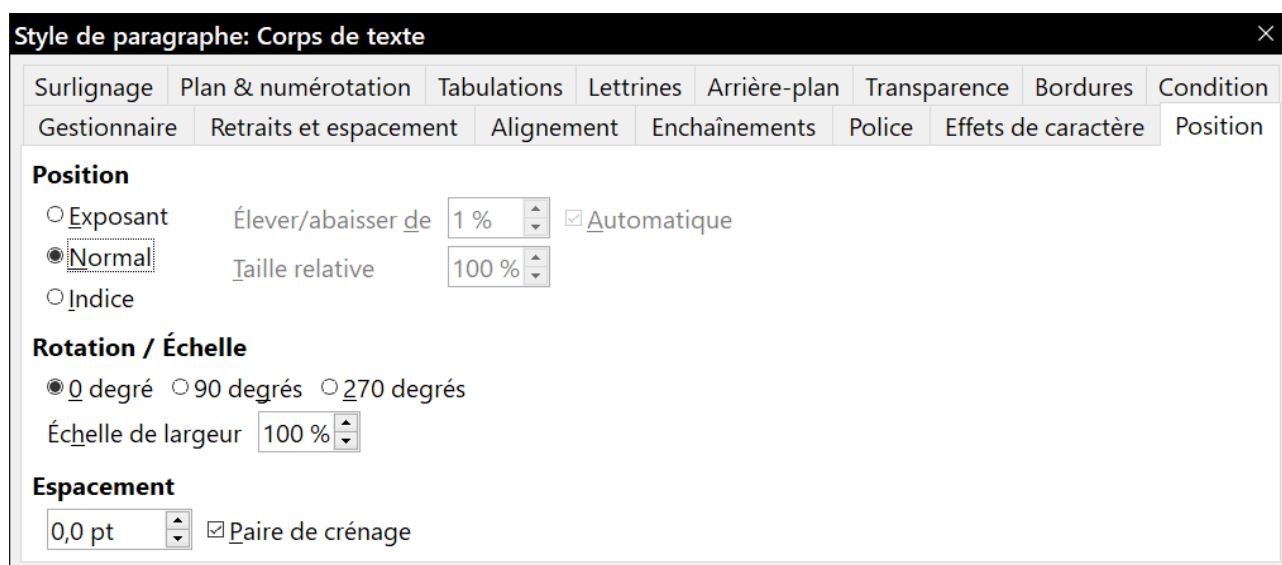 Style de paragraphe: Corps de texte
Surlignage Plan & numérotation Tabulations Lettrines Arrière-plan Transparence Bordures Condition
Gestionnaire Retraits et espacement Alignement Enchaînements Police Effets de caractère Position
Position
Exposant Élever/abaisser de 1 % Automatique
Normal
Taille relative 100 %
Indice
Rotation / Échelle
0 degré 90 degrés 270 degrés
Échelle de largeur 100 %
Espacement
0,0 pt Paire de crénage